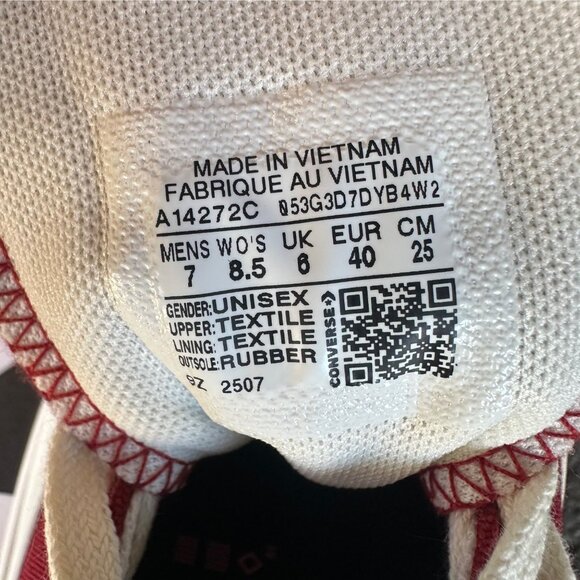 MADE IN VIETNAM
FABRIQUE AU VIETNAM
A14272C 053G3D7DYB4W2
MENS WO'S UK EUR CM
7 8.5 6 40 25
GENDER:UNISEX
UPPER:TEXTILE
LINING:TEXTILE
OUTSOLE:RUBBER
9Z 2507
CONVERSE